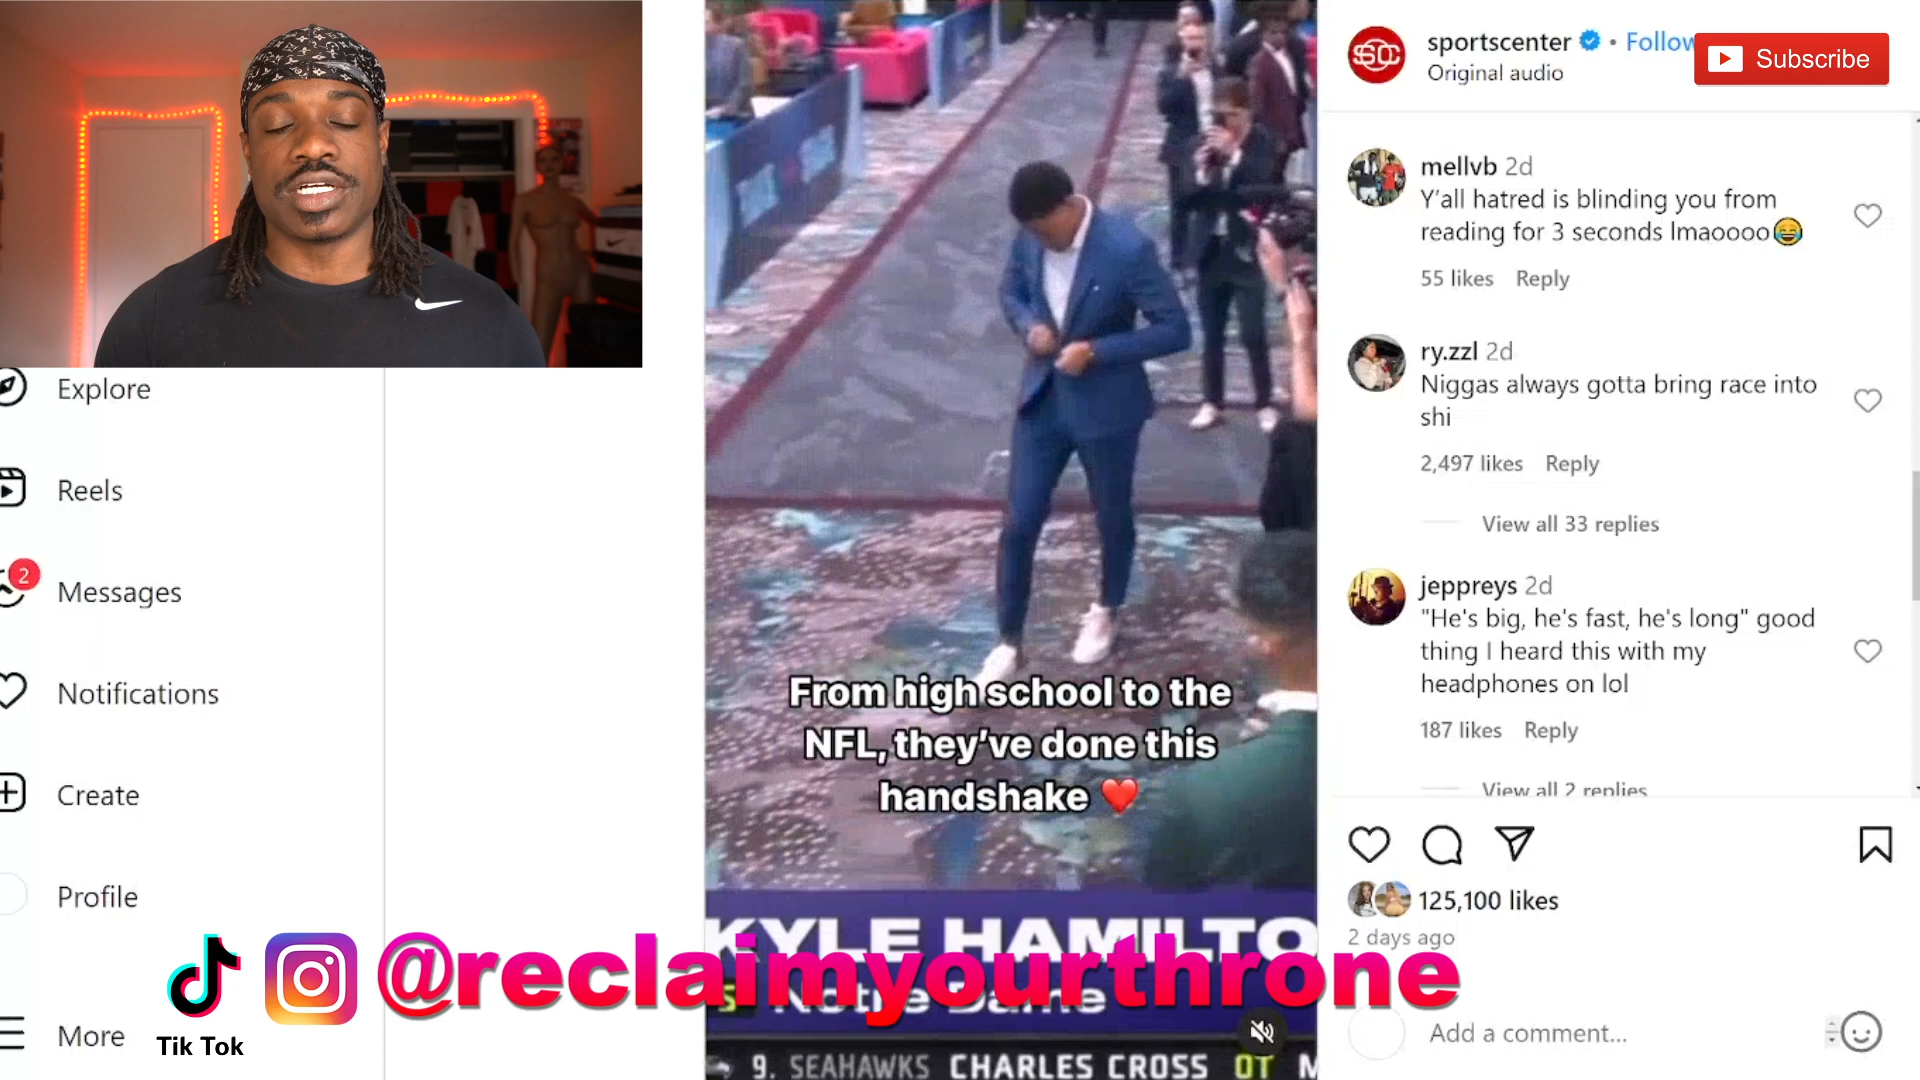 sportscenter • Follow
Original audio
Subscribe
mellvb 2d
Y'all hatred is blinding you from
reading for 3 seconds lmaoooo😂
55 likes Reply
ry.zzl 2d
Niggas always gotta bring race into
shi
2,497 likes Reply
View all 33 replies
jeppreys 2d
"He's big, he's fast, he's long" good
thing I heard this with my
headphones on lol
187 likes Reply
View all 2 replies
125,100 likes
2 days ago
Add a comment...
Explore
Reels
2
Messages
Notifications
Create
Profile
More
Tik Tok
@reclaimyourthrone
From high school to the
NFL, they've done this
handshake ❤️
KYLE HAMILTO
S Notre Dame
9. SEAHAWKS CHARLES CROSS OT M
SC